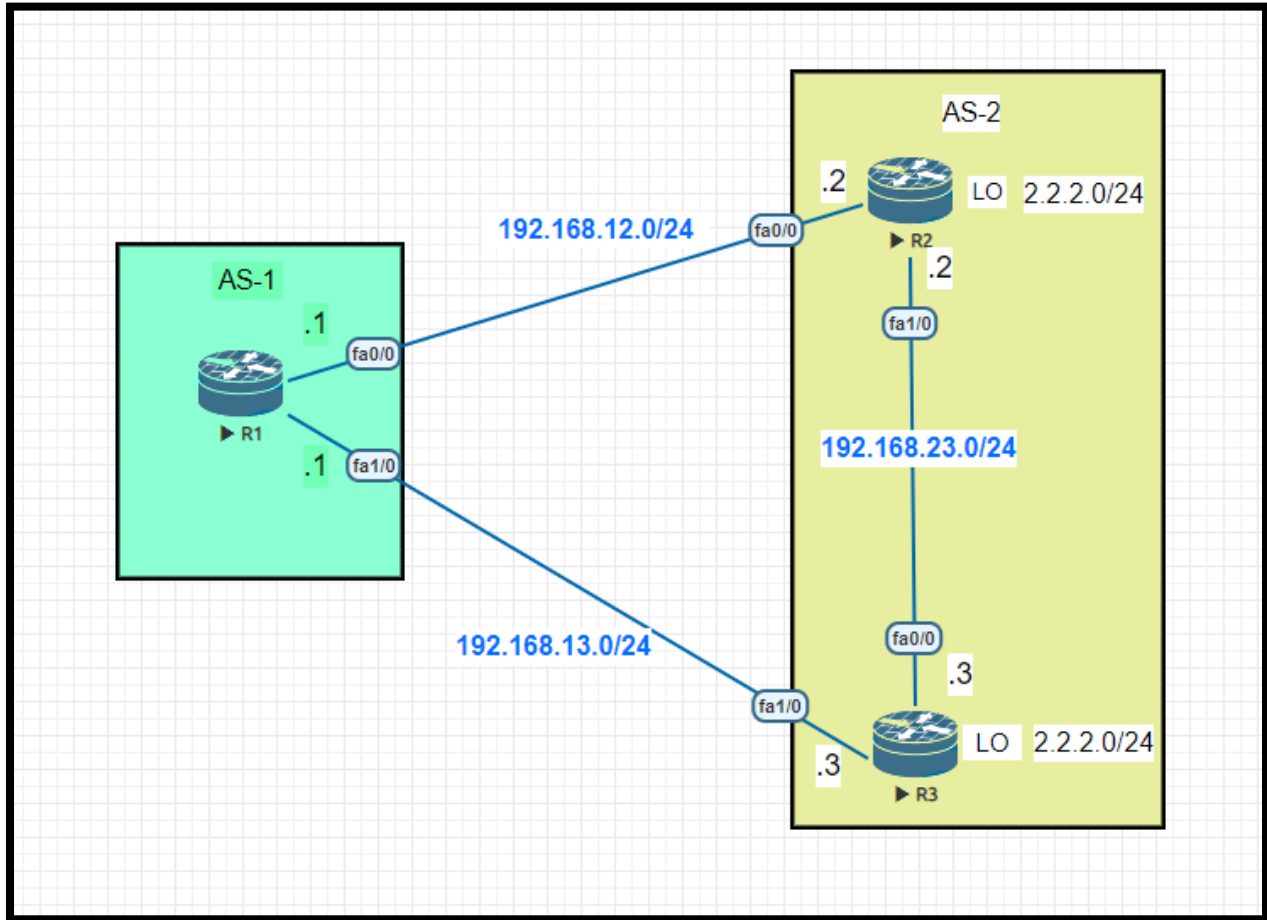 AS-2
.2
LO
2.2.2.0/24
192.168.12.0/24
fa0/0
R2
.2
AS-1
.1
fa0/0
fa1/0
R1
.1
fa1/0
192.168.23.0/24
192.168.13.0/24
fa0/0
.3
fa1/0
LO
2.2.2.0/24
.3
R3